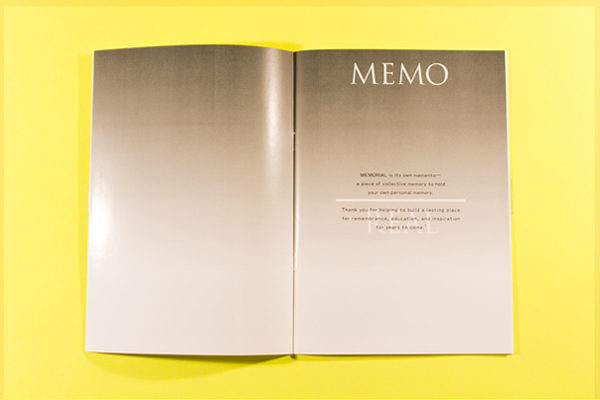 MEMO
MEMORIAL is its own memento—
a piece of collective memory to hold
your own personal memory.
Thank you for helping to build a lasting place
for remembrance, education, and inspiration
for years to come.